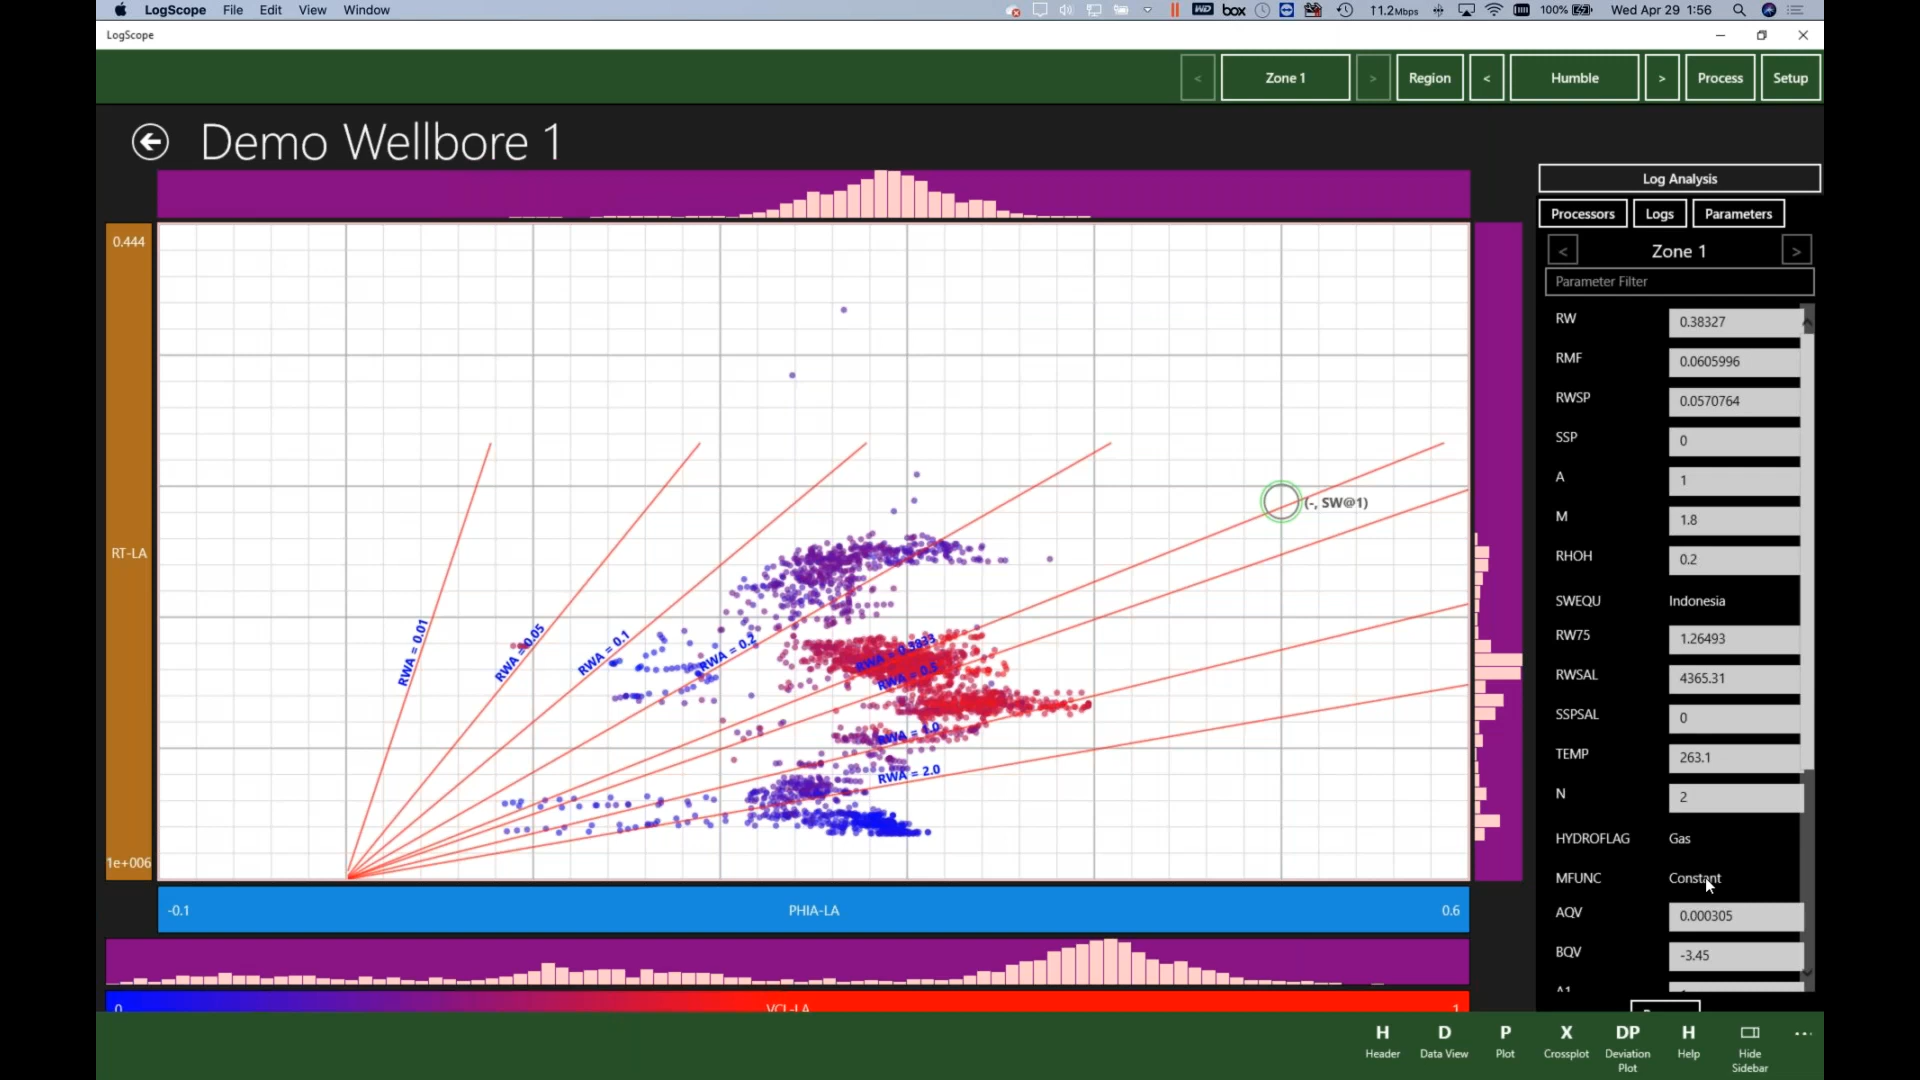 LogScope File Edit View Window
WD box 1.2Mbps 100% Wed Apr 29 1:56
LogScope
< Zone 1 > Region < Humble > Process Setup
Demo Wellbore 1
Log Analysis
Processors Logs Parameters
< Zone 1 >
Parameter Filter
RW 0.38327
RMF 0.0605996
RWSP 0.0570764
SSP 0
A 1
M 1.8
RHOH 0.2
SWEQU Indonesia
RW75 1.26493
RWSAL 4365.31
SSPSAL 0
TEMP 263.1
N 2
HYDROFLAG Gas
MFUNC Constant
AQV 0.000305
BQV -3.45
A1
0.444
RT-LA
1e+006
(-, SW@1)
RWA = 0.01
RWA = 0.05
RWA = 0.1
RWA = 0.2
RWA = 0.3833
RWA = 0.5
RWA = 1.0
RWA = 2.0
-0.1 PHIA-LA 0.6
0 VCL-LA 1
H D P X DP H
Header Data View Plot Crossplot Deviation Plot Help Hide Sidebar